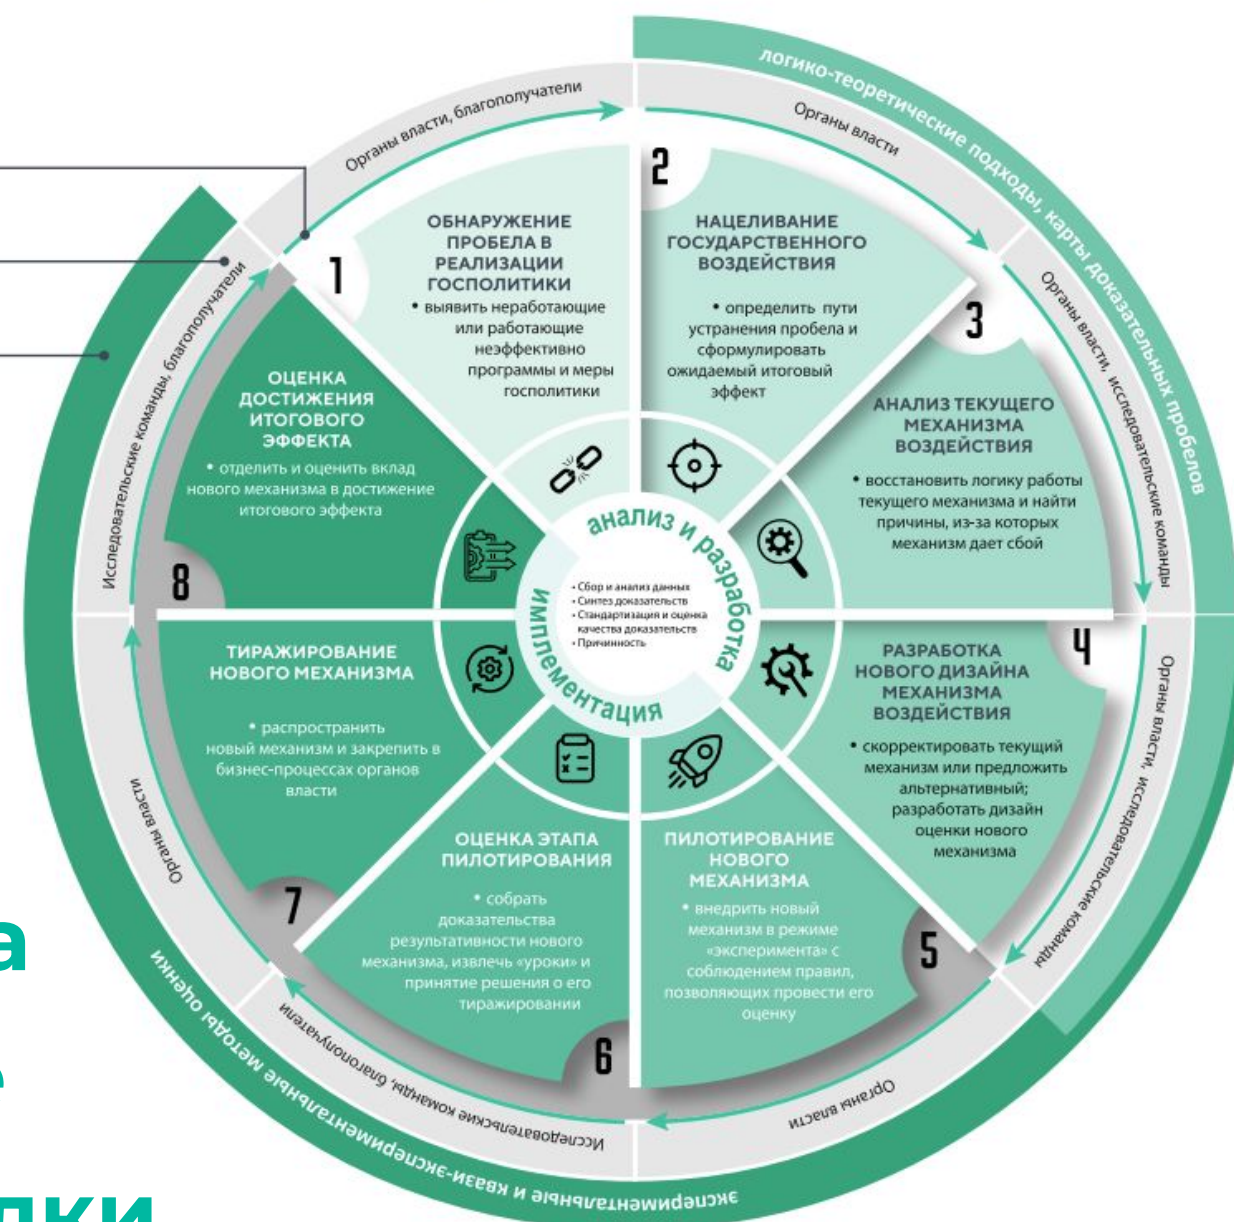 логико-теоретические подходы, карты доказательных пробелов
Органы власти, благополучатели
Органы власти
Органы власти, исследовательские команды
Органы власти, исследовательские команды
Органы власти
Исследовательские команды, благополучатели
Органы власти
Исследовательские команды, благополучатели
экспериментальные и квази-экспериментальные методы оценки
1
ОБНАРУЖЕНИЕ
ПРОБЕЛА В
РЕАЛИЗАЦИИ
ГОСПОЛИТИКИ
• выявить неработающие
или работающие
неэффективно
программы и меры
госполитики
2
НАЦЕЛИВАНИЕ
ГОСУДАРСТВЕННОГО
ВОЗДЕЙСТВИЯ
• определить пути
устранения пробела и
сформулировать
ожидаемый итоговый
эффект
3
АНАЛИЗ ТЕКУЩЕГО
МЕХАНИЗМА
ВОЗДЕЙСТВИЯ
• восстановить логику работы
текущего механизма и найти
причины, из-за которых
механизм дает сбой
4
РАЗРАБОТКА
НОВОГО ДИЗАЙНА
МЕХАНИЗМА
ВОЗДЕЙСТВИЯ
• скорректировать текущий
механизм или предложить
альтернативный;
разработать дизайн
оценки нового
механизма
5
ПИЛОТИРОВАНИЕ
НОВОГО
МЕХАНИЗМА
• внедрить новый
механизм в режиме
«эксперимента» с
соблюдением правил,
позволяющих провести его
оценку
6
ОЦЕНКА ЭТАПА
ПИЛОТИРОВАНИЯ
• собрать
доказательства
результативности нового
механизма, извлечь «уроки» и
принятие решения о его
тиражировании
7
ТИРАЖИРОВАНИЕ
НОВОГО МЕХАНИЗМА
• распространить
новый механизм и закрепить в
бизнес-процессах органов
власти
8
ОЦЕНКА
ДОСТИЖЕНИЯ
ИТОГОВОГО
ЭФФЕКТА
• отделить и оценить вклад
нового механизма в достижение
итогового эффекта
анализ и разработка
имплементация
• Сбор и анализ данных
• Синтез доказательств
• Стандартизация и оценка
качества доказательств
• Причинность